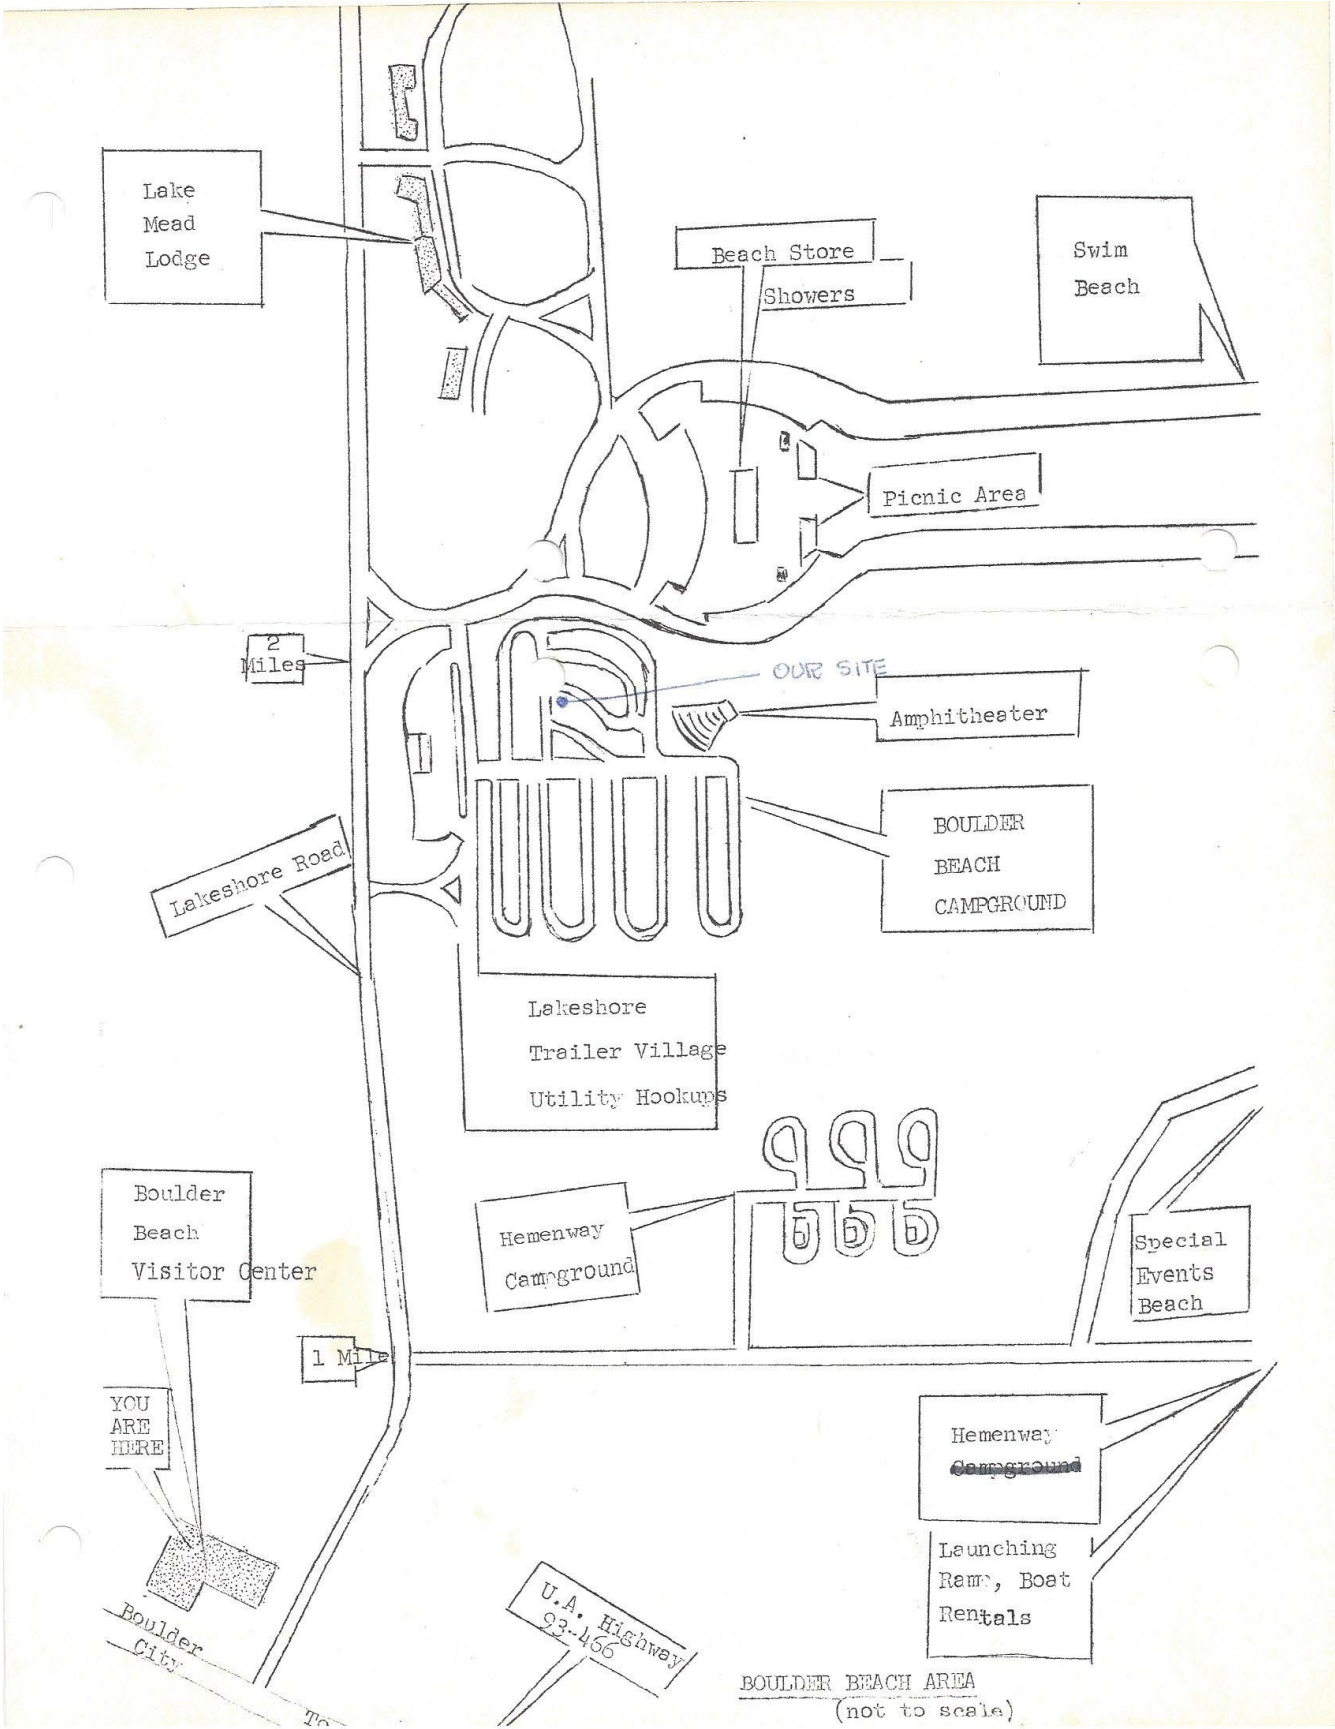 Lake
Mead
Lodge
Beach Store
Showers
Swim
Beach
Picnic Area
2
Miles
OUR SITE
Amphitheater
BOULDER
BEACH
CAMPGROUND
Lakeshore Road
Lakeshore
Trailer Village
Utility Hookups
Boulder
Beach
Visitor Center
Hemenway
Campground
Special
Events
Beach
1 Mile
YOU
ARE
HERE
Hemenway
Campground
Launching
Ramp, Boat
Rentals
Boulder
City
To
U.A. Highway
93-466
BOULDER BEACH AREA
(not to scale)